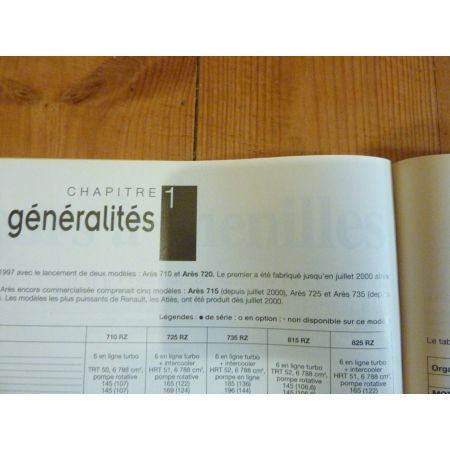 CHAPITRE 1
généralités
1997 avec le lancement de deux modèles : Arès 710 et Arès 720. Le premier a été fabriqué jusqu'en juillet 2000
Arès encore commercialisée comprenait cinq modèles : Arès 715 (depuis juillet 2000), Arès 725 et Arès 735
Les modèles les plus puissants de Renault, les Atlès, ont été produit dès juillet 2000.
Légendes : ● de série ; o en option ; - non disponible sur ce
710 RZ 725 RZ 735 RZ 815 RZ 825 RZ
6 en ligne turbo 6 en ligne turbo 6 en ligne turbo 6 en ligne turbo 6 en ligne turbo
+ intercooler + intercooler + intercooler
TRT 50, 6 788 cm³, HRT 51, 6 788 cm³, HRT 52, 6 788 cm³, TRT 52, 6 788 cm³, HRT 51, 6 788 cm³,
pompe rotative pompe rotative pompe en ligne pompe rotative pompe rotative
145 (107) 165 (122) 185 (136) 145 (106,6) 165 (122)
145 (107) 169 (124) 196 (144)
Le